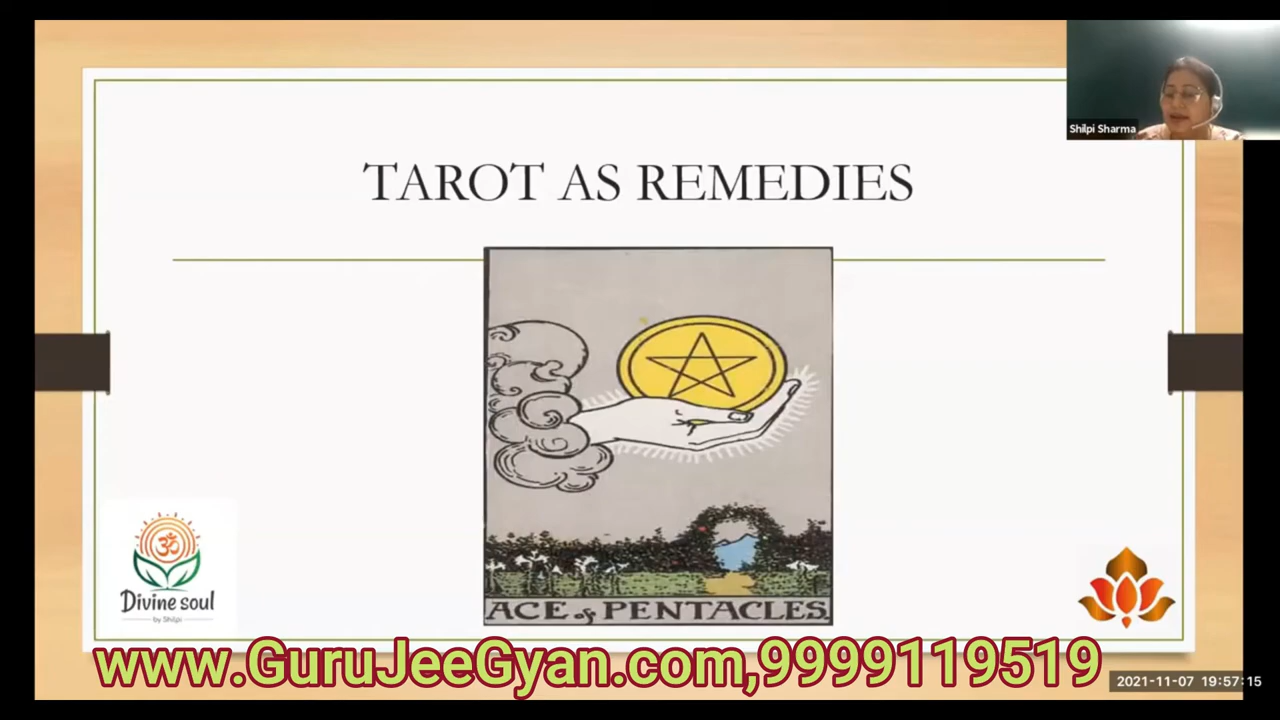 Shilpi Sharma
TAROT AS REMEDIES
ACE of PENTACLES.
ॐ
Divine soul
by Shilpi
www.GuruJeeGyan.com,9999119519
2021-11-07 19:57:15